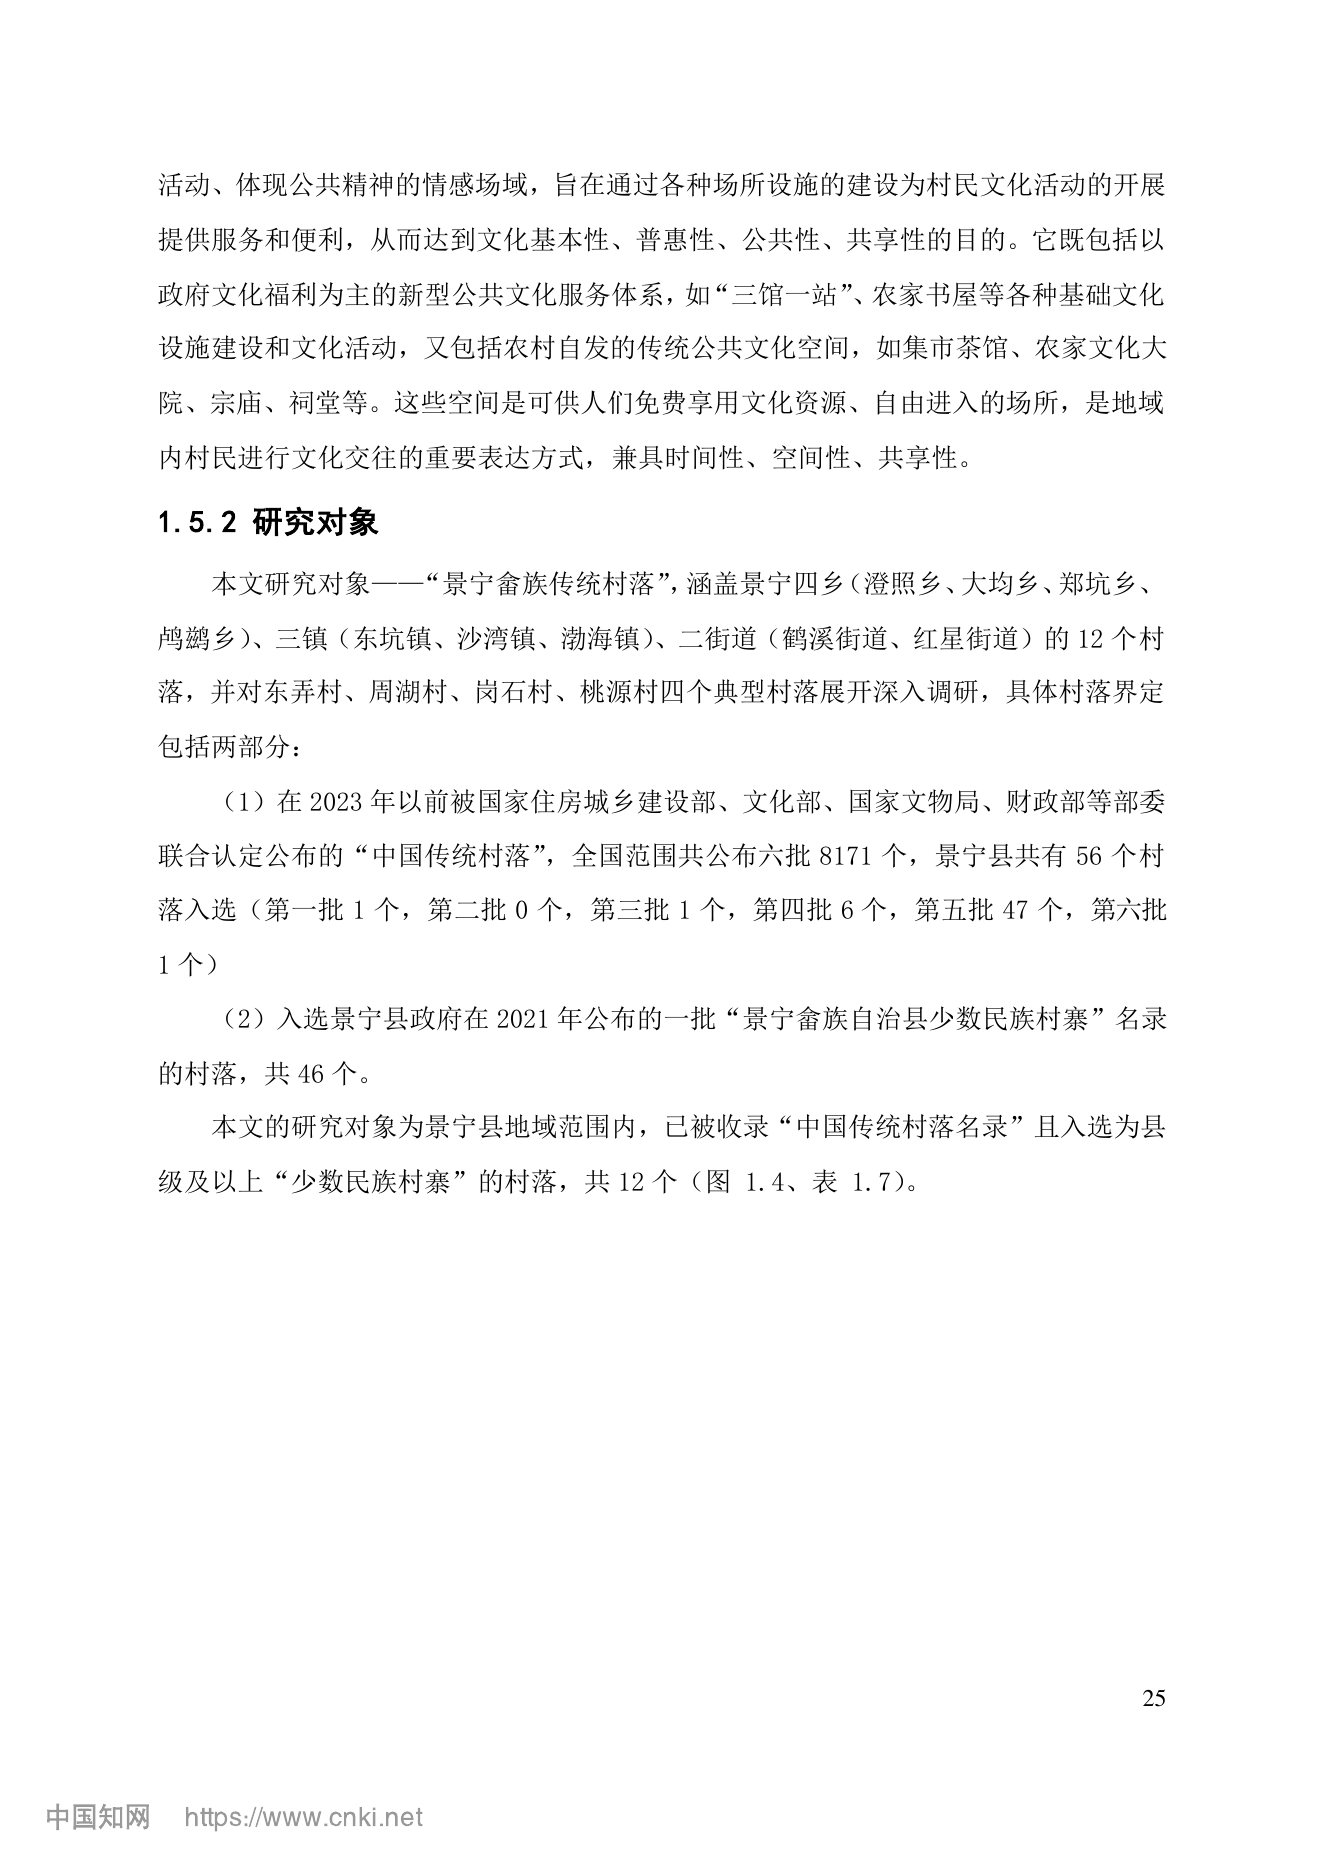 活动、体现公共精神的情感场域，旨在通过各种场所设施的建设为村民文化活动的开展
提供服务和便利，从而达到文化基本性、普惠性、公共性、共享性的目的。它既包括以
政府文化福利为主的新型公共文化服务体系，如“三馆一站”、农家书屋等各种基础文化
设施建设和文化活动，又包括农村自发的传统公共文化空间，如集市茶馆、农家文化大
院、宗庙、祠堂等。这些空间是可供人们免费享用文化资源、自由进入的场所，是地域
内村民进行文化交往的重要表达方式，兼具时间性、空间性、共享性。
1.5.2 研究对象
本文研究对象——“景宁畲族传统村落”，涵盖景宁四乡（澄照乡、大均乡、郑坑乡、
鸬鹚乡）、三镇（东坑镇、沙湾镇、渤海镇）、二街道（鹤溪街道、红星街道）的 12 个村
落，并对东弄村、周湖村、岗石村、桃源村四个典型村落展开深入调研，具体村落界定
包括两部分：
（1）在 2023 年以前被国家住房城乡建设部、文化部、国家文物局、财政部等部委
联合认定公布的“中国传统村落”，全国范围共公布六批 8171 个，景宁县共有 56 个村
落入选（第一批 1 个，第二批 0 个，第三批 1 个，第四批 6 个，第五批 47 个，第六批
1 个）
（2）入选景宁县政府在 2021 年公布的一批“景宁畲族自治县少数民族村寨”名录
的村落，共 46 个。
本文的研究对象为景宁县地域范围内，已被收录“中国传统村落名录”且入选为县
级及以上“少数民族村寨”的村落，共 12 个（图 1.4、表 1.7）。
25
中国知网 https://www.cnki.net